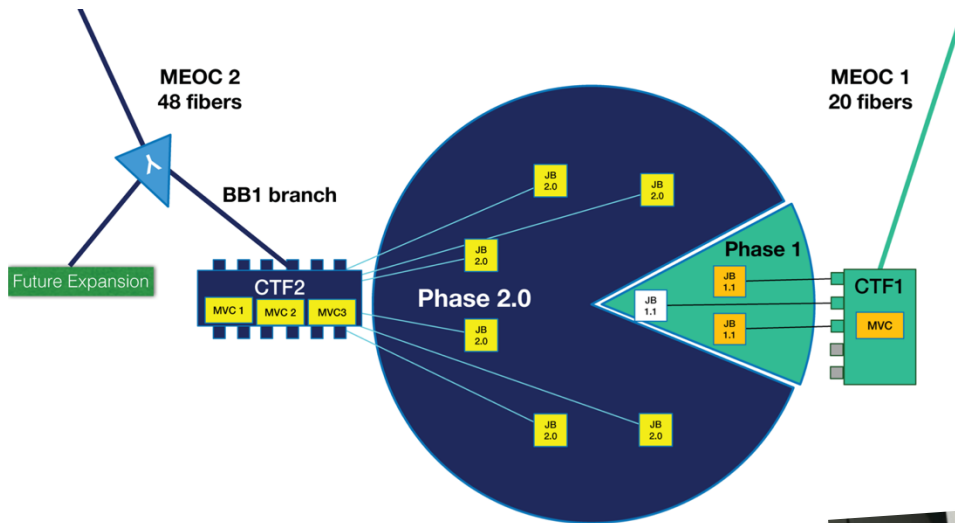 MEOC 2
48 fibers
MEOC 1
20 fibers
Y
BB1 branch
Future Expansion
CTF2
MVC 1
MVC 2
MVC3
Phase 2.0
JB
2.0
JB
2.0
JB
2.0
JB
2.0
JB
2.0
JB
2.0
Phase 1
JB
1.1
JB
1.1
JB
1.1
CTF1
MVC